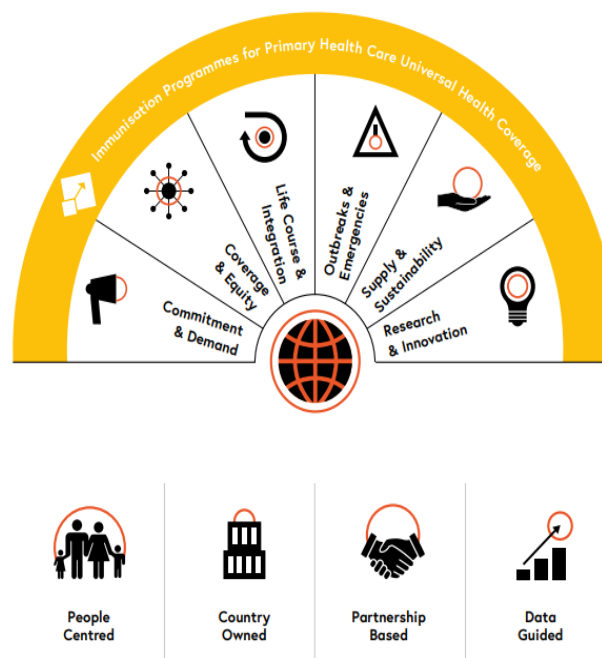 Immunisation Programmes for Primary Health Care Universal Health Coverage
Commitment
& Demand
Coverage
& Equity
Life Course &
Integration
Outbreaks &
Emergencies
Supply &
Sustainability
Research
& Innovation
People
Centred
Country
Owned
Partnership
Based
Data
Guided